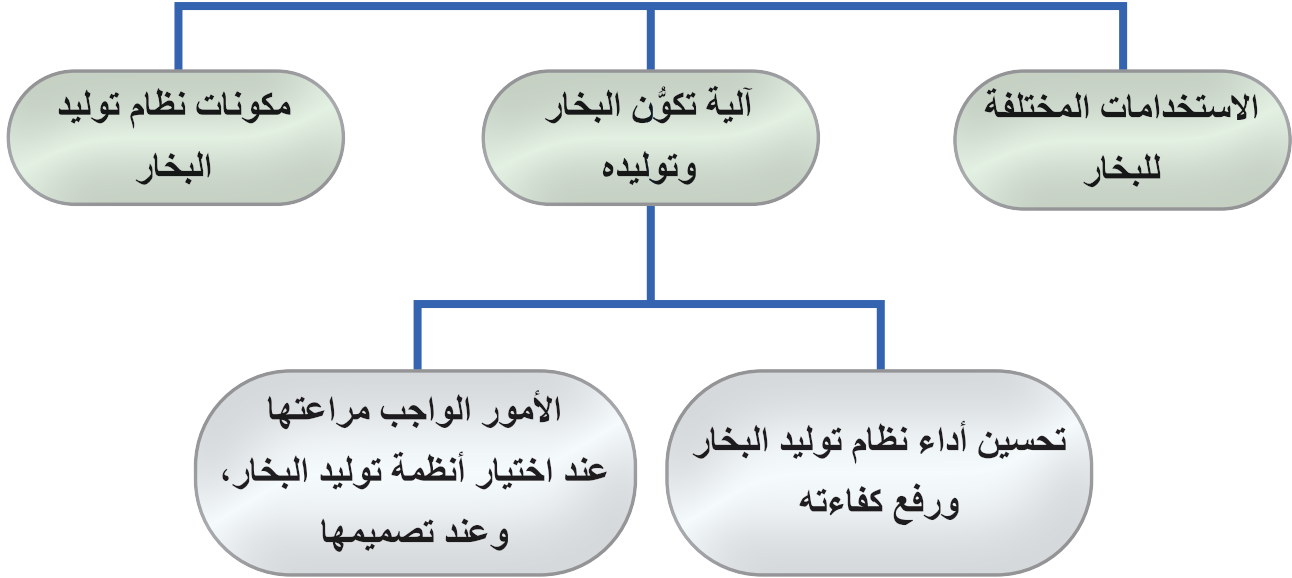 الاستخدامات المختلفة
للبخار
آلية تكوُّن البخار
وتوليده
مكونات نظام توليد
البخار
تحسين أداء نظام توليد البخار
ورفع كفاءته
الأمور الواجب مراعتها
عند اختيار أنظمة توليد البخار،
وعند تصميمها